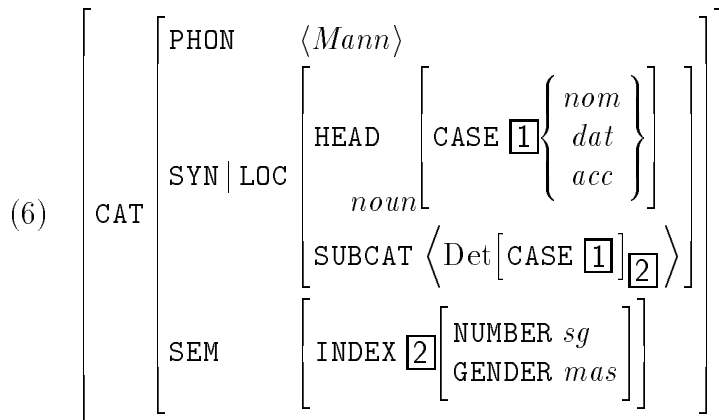 PHON ⟨Mann⟩
nom
HEAD CASE 1 dat
acc
SYN | LOC
noun
(6) CAT
SUBCAT ⟨Det[CASE 1]2⟩
NUMBER sg
SEM INDEX 2
GENDER mas